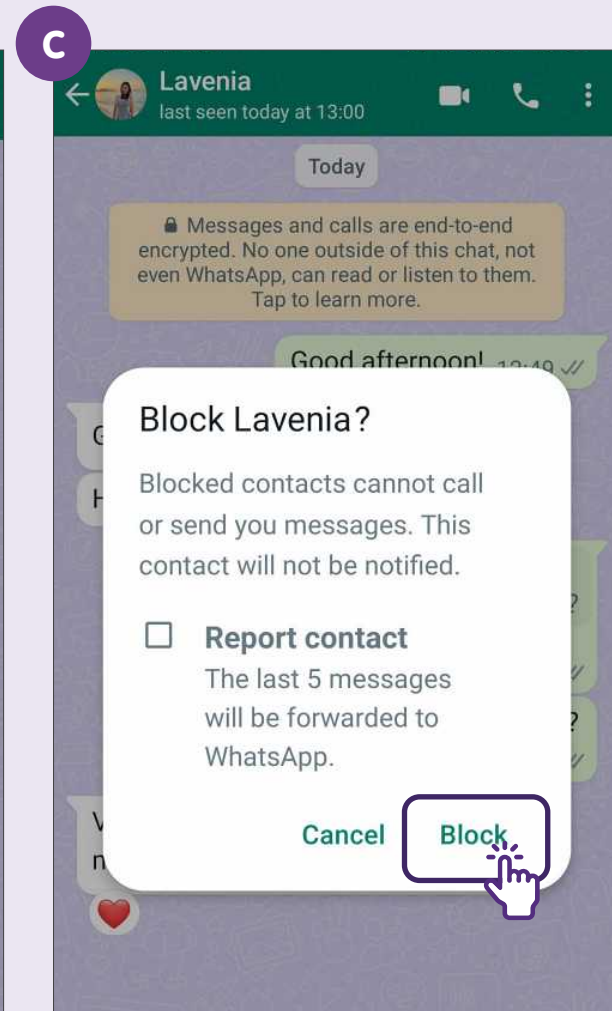 C
Lavenia
last seen today at 13:00
Today
Messages and calls are end-to-end
encrypted. No one outside of this chat, not
even WhatsApp, can read or listen to them.
Tap to learn more.
Good afternoon! 12:49
Block Lavenia?
Blocked contacts cannot call
or send you messages. This
contact will not be notified.
Report contact
The last 5 messages
will be forwarded to
WhatsApp.
Cancel Block